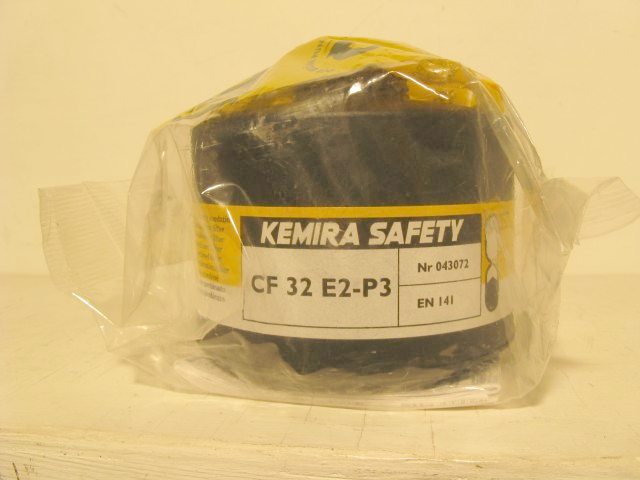 KEMIRA SAFETY
CF 32 E2-P3
Nr 043072
EN 141